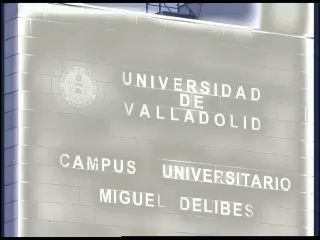 UNIVERSIDAD
DE
VALLADOLID
CAMPUS UNIVERSITARIO
MIGUEL DELIBES